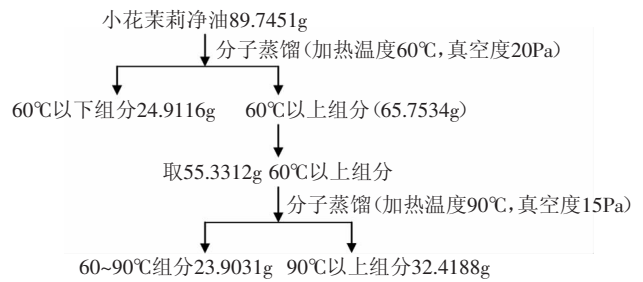 小花茉莉净油89.7451g
分子蒸馏(加热温度60℃,真空度20Pa)
60℃以下组分24.9116g 60℃以上组分(65.7534g)
取55.3312g 60℃以上组分
分子蒸馏(加热温度90℃,真空度15Pa)
60~90℃组分23.9031g 90℃以上组分32.4188g